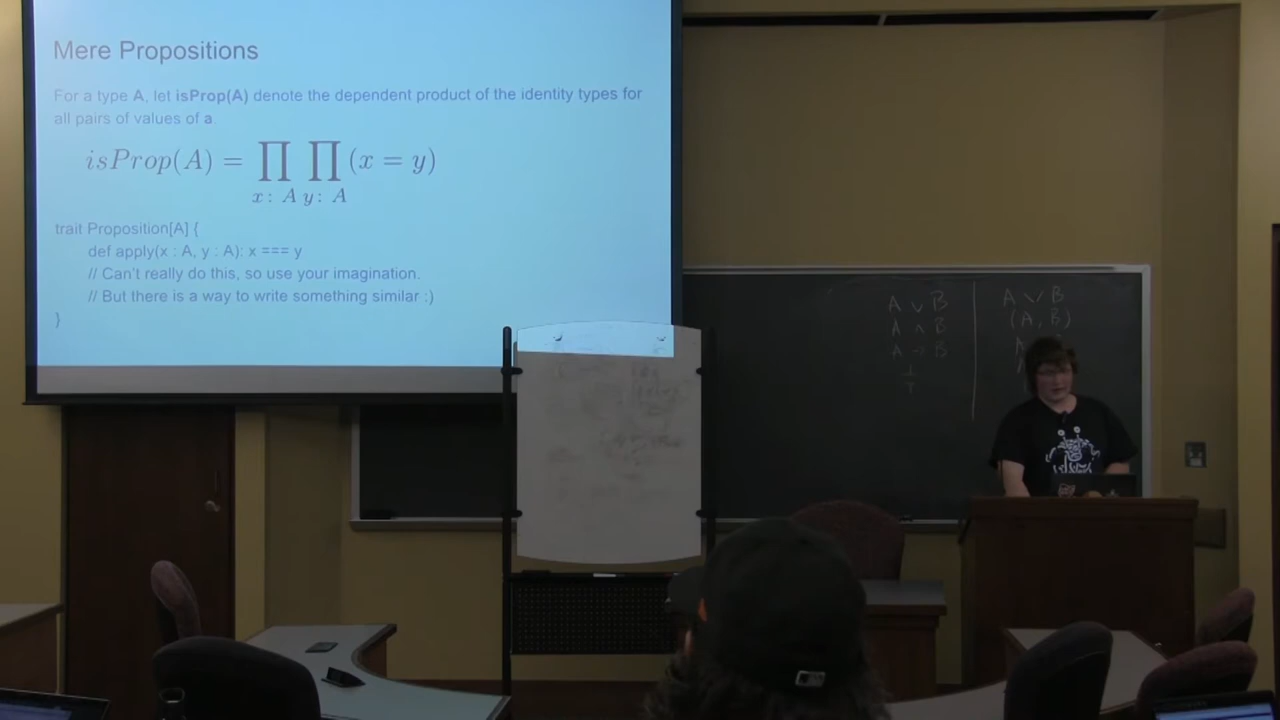 Mere Propositions
For a type A, let isProp(A) denote the dependent product of the identity types for
all pairs of values of a.
isProp(A) = ∏ ∏ (x = y)
x : A y : A
trait Proposition[A] {
def apply(x : A, y : A): x === y
// Can't really do this, so use your imagination.
// But there is a way to write something similar :)
}
A ∨ B
A ∧ B
A → B
⊥
T
A ∨ B
(A, B)